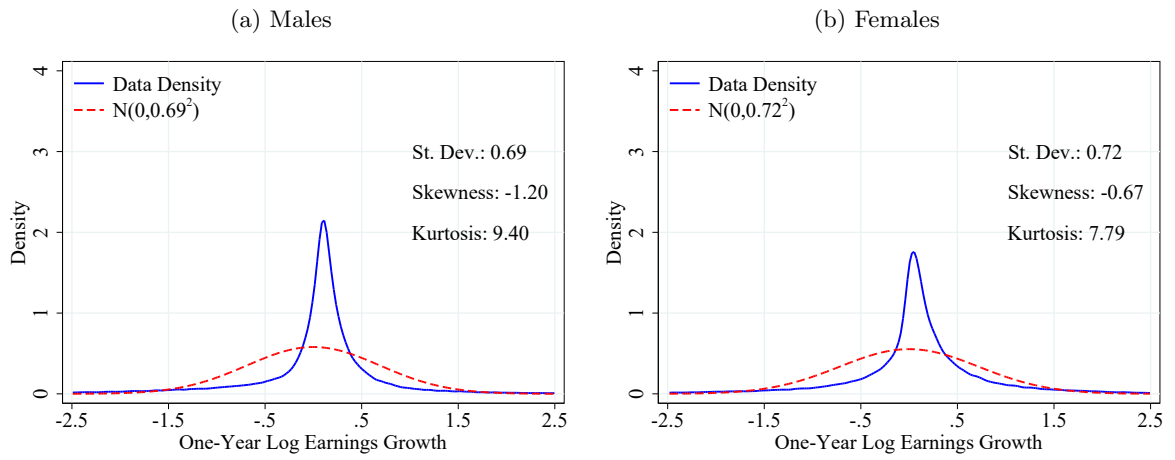 (a) Males
4
3
2
1
0
Density
Data Density
N(0,0.69²)
St. Dev.: 0.69
Skewness: -1.20
Kurtosis: 9.40
-2.5 -1.5 -.5 .5 1.5 2.5
One-Year Log Earnings Growth
(b) Females
4
3
2
1
0
Density
Data Density
N(0,0.72²)
St. Dev.: 0.72
Skewness: -0.67
Kurtosis: 7.79
-2.5 -1.5 -.5 .5 1.5 2.5
One-Year Log Earnings Growth